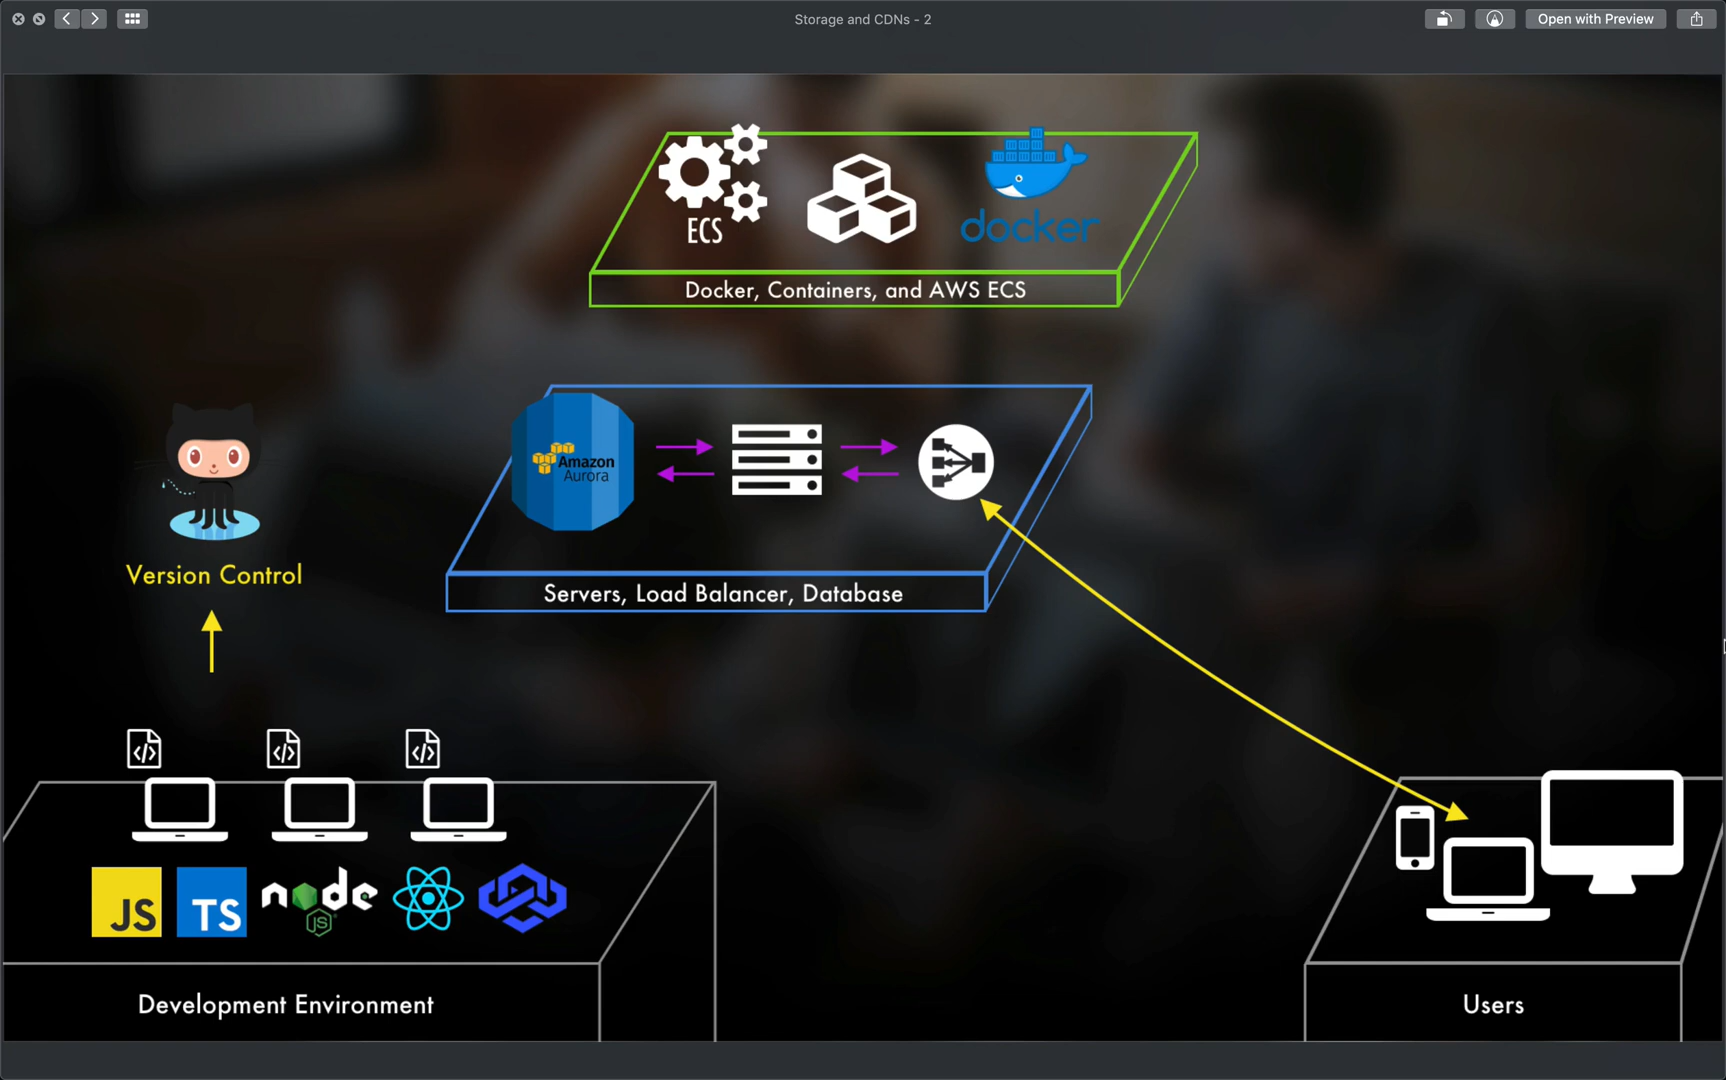 Storage and CDNs - 2
Open with Preview
ECS
docker
Docker, Containers, and AWS ECS
Amazon
Aurora
Version Control
Servers, Load Balancer, Database
</>
</>
</>
JS
TS
node
JS
Development Environment
Users